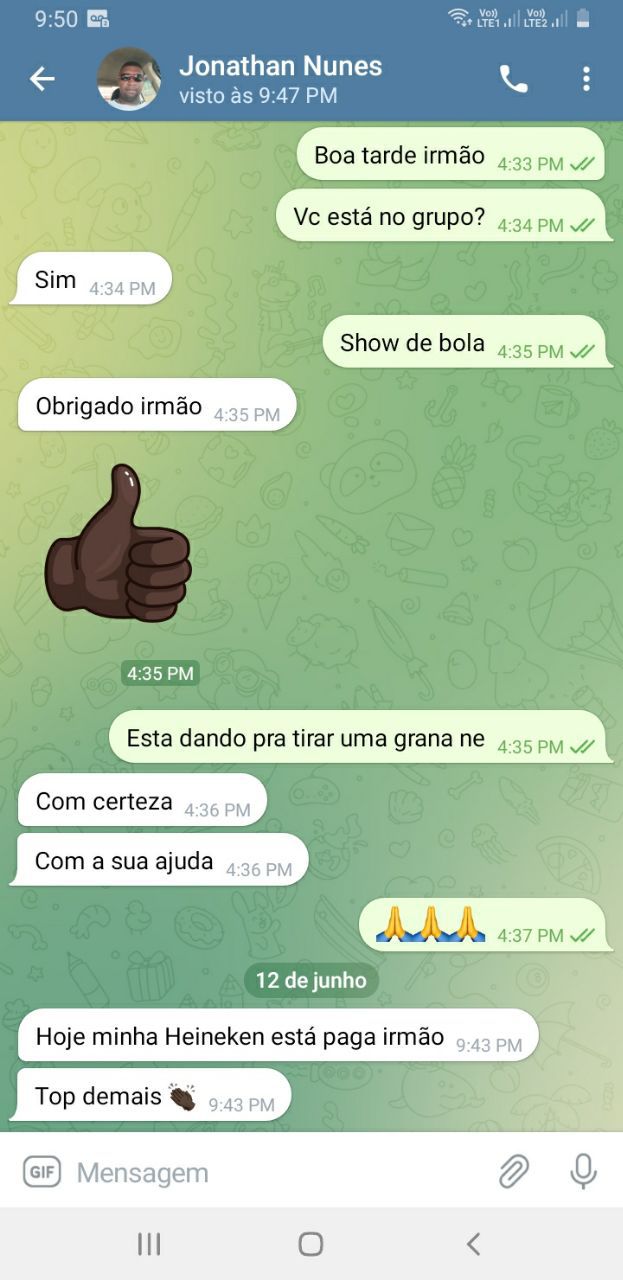 9:50
Vo)) LTE1 Vo)) LTE2
Jonathan Nunes
visto às 9:47 PM
Boa tarde irmão 4:33 PM
Vc está no grupo? 4:34 PM
Sim 4:34 PM
Show de bola 4:35 PM
Obrigado irmão 4:35 PM
4:35 PM
Esta dando pra tirar uma grana ne 4:35 PM
Com certeza 4:36 PM
Com a sua ajuda 4:36 PM
🙏🙏🙏 4:37 PM
12 de junho
Hoje minha Heineken está paga irmão 9:43 PM
Top demais 👏🏿 9:43 PM
GIF Mensagem